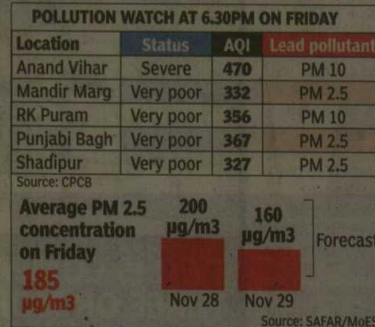 POLLUTION WATCH AT 6.30PM ON FRIDAY
Location Status AQI Lead pollutant
Anand Vihar Severe 470 PM 10
Mandir Marg Very poor 332 PM 2.5
RK Puram Very poor 356 PM 10
Punjabi Bagh Very poor 367 PM 2.5
Shadipur Very poor 327 PM 2.5
Source: CPCB
Average PM 2.5
concentration
on Friday
185
µg/m3
200
µg/m3
160
µg/m3
Forecast
Nov 28 Nov 29
Source: SAFAR/MoES